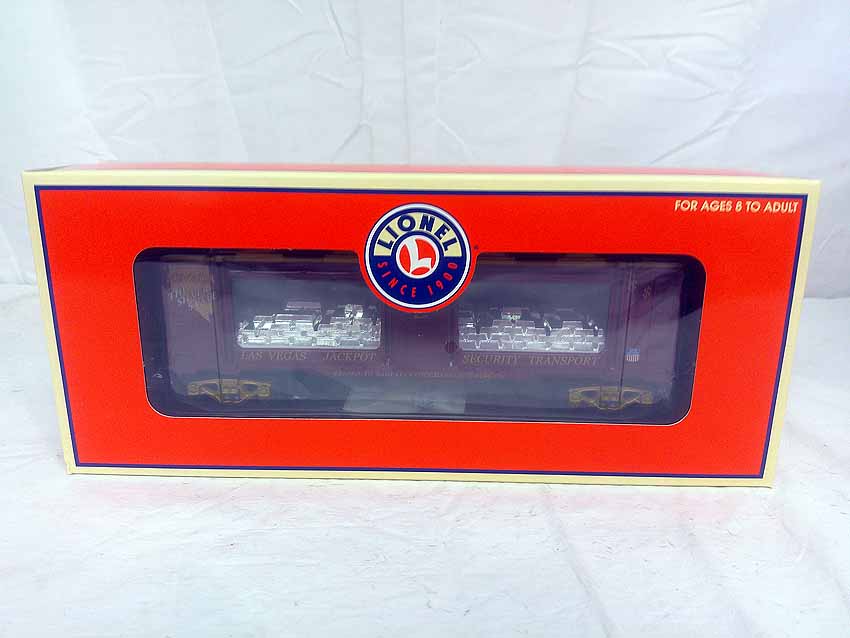 FOR AGES 8 TO ADULT
LIONEL
L
SINCE 1900
LAS VEGAS JACKPOT
SECURITY TRANSPORT